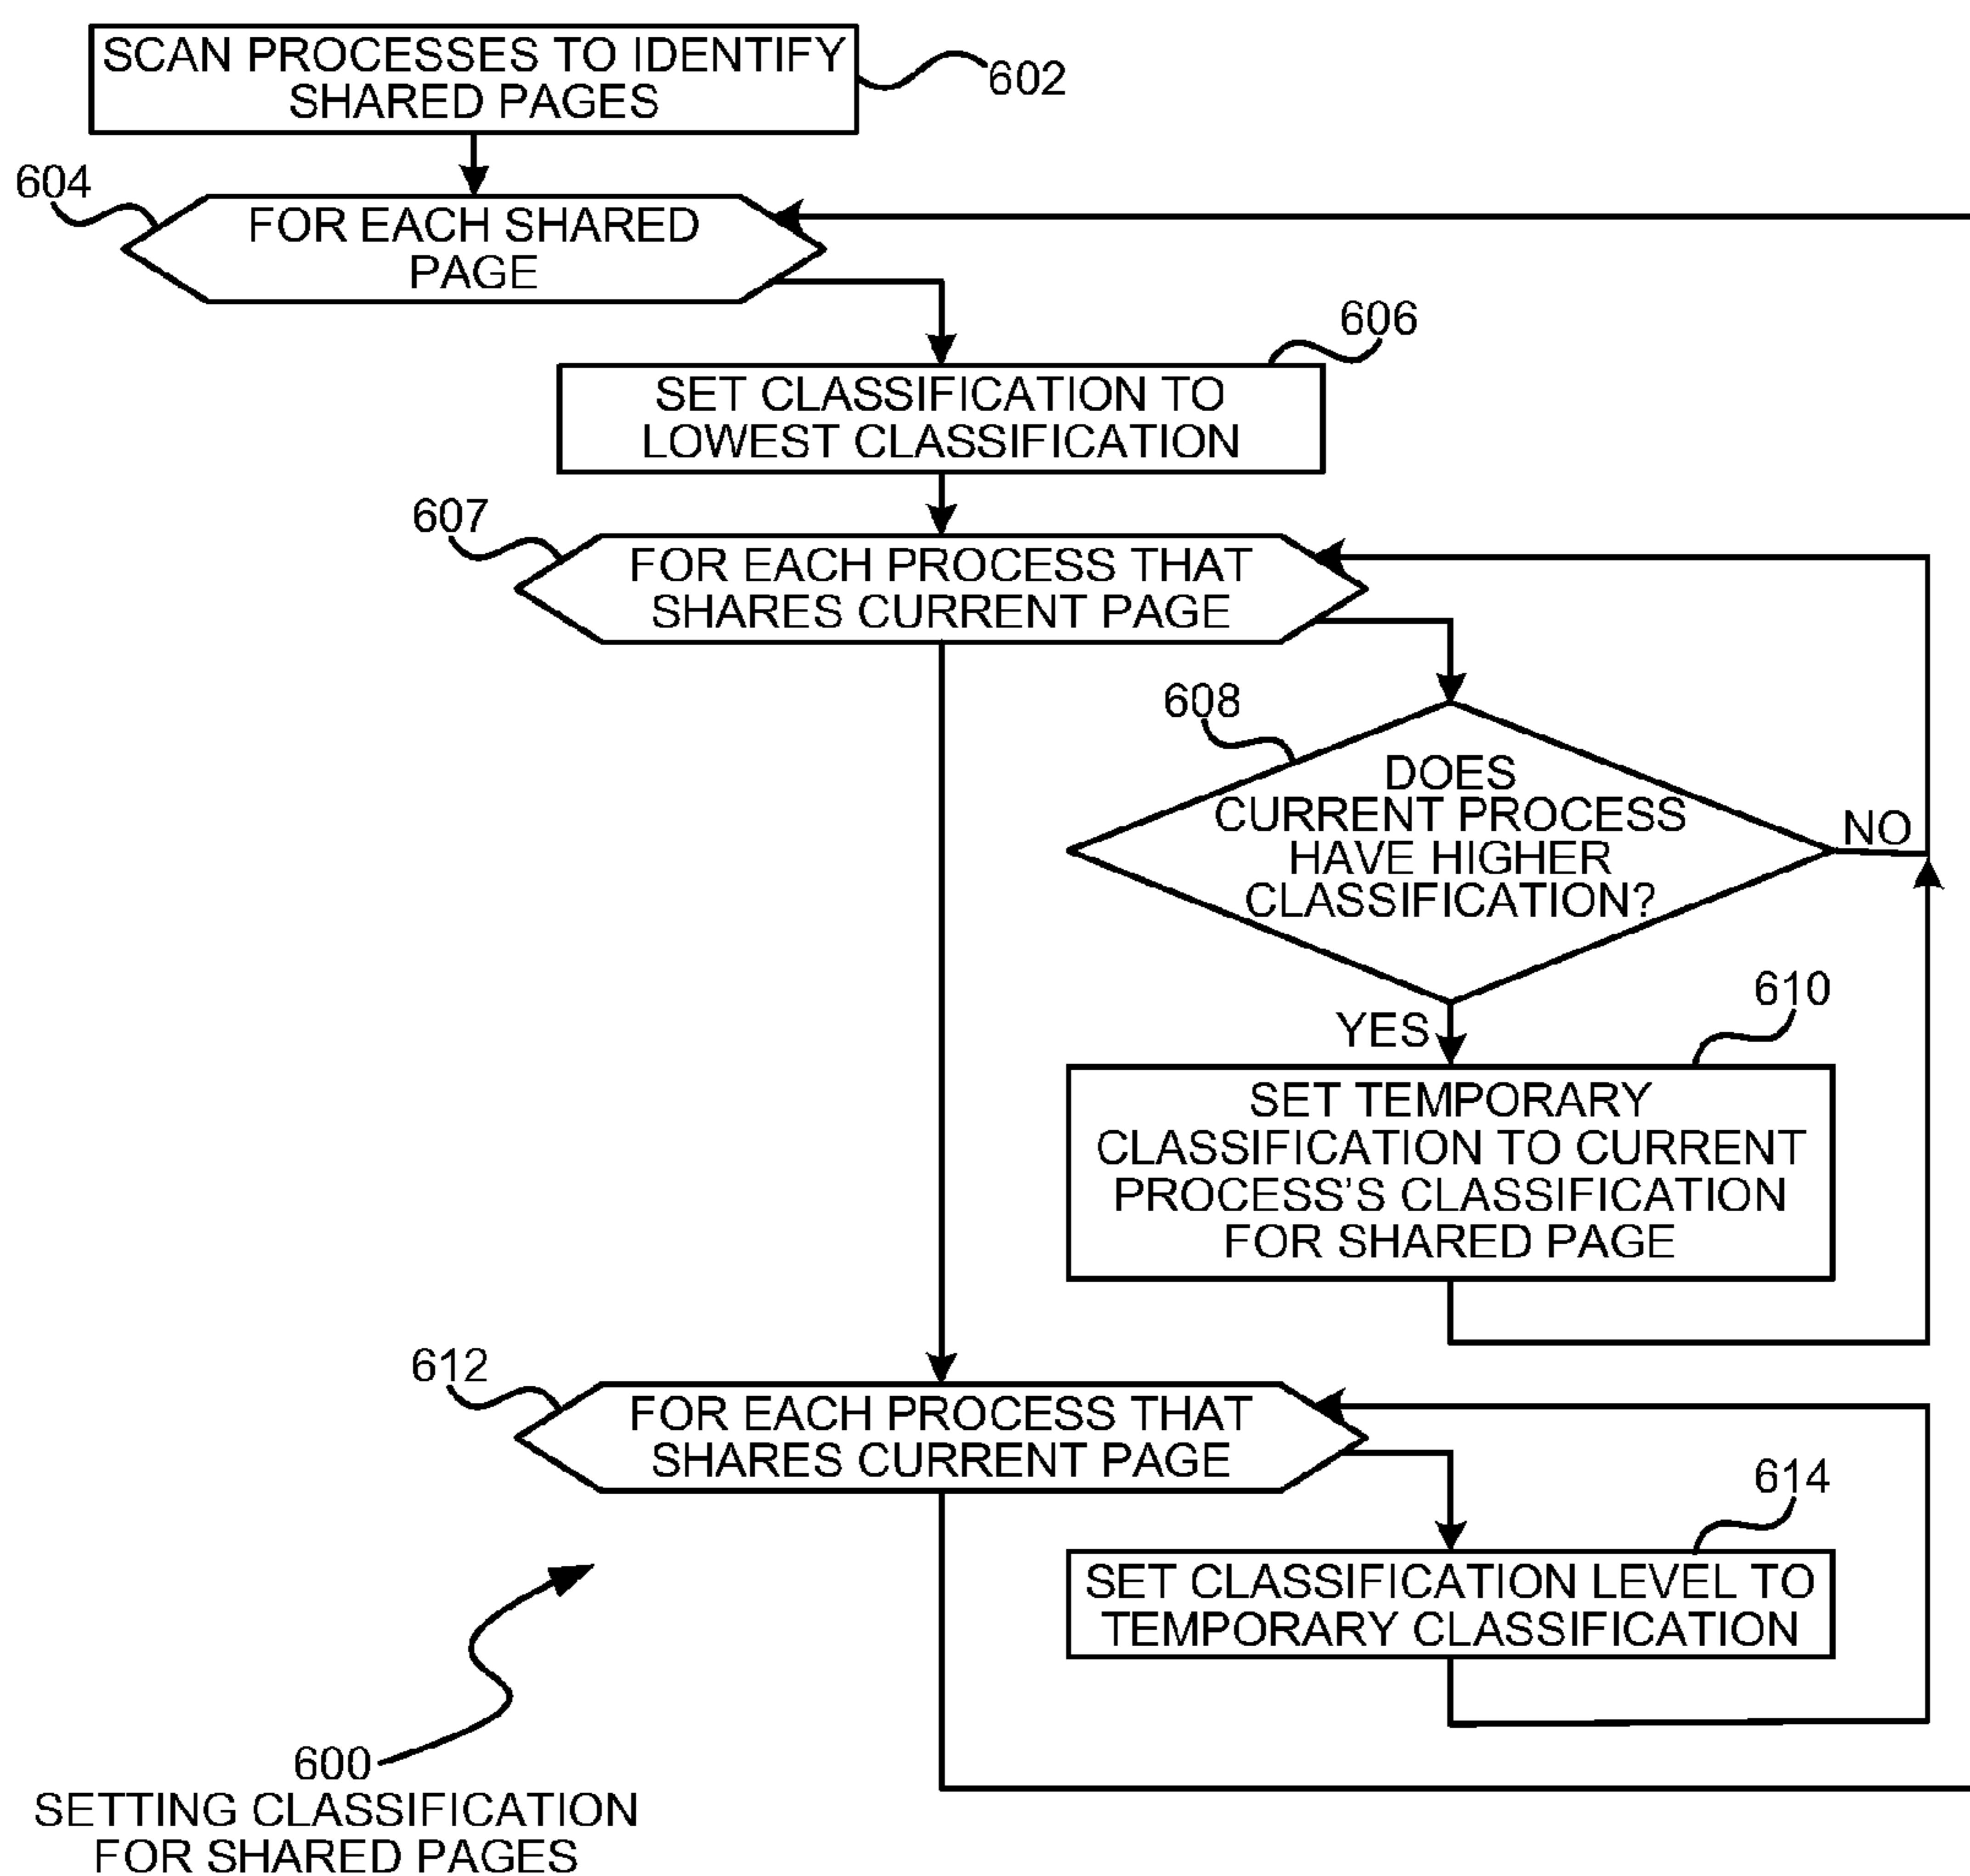 SCAN PROCESSES TO IDENTIFY
SHARED PAGES
602
604
FOR EACH SHARED
PAGE
606
SET CLASSIFICATION TO
LOWEST CLASSIFICATION
607
FOR EACH PROCESS THAT
SHARES CURRENT PAGE
608
DOES
CURRENT PROCESS
HAVE HIGHER
CLASSIFICATION?
NO
YES
610
SET TEMPORARY
CLASSIFICATION TO CURRENT
PROCESS'S CLASSIFICATION
FOR SHARED PAGE
612
FOR EACH PROCESS THAT
SHARES CURRENT PAGE
614
SET CLASSIFICATION LEVEL TO
TEMPORARY CLASSIFICATION
600
SETTING CLASSIFICATION
FOR SHARED PAGES